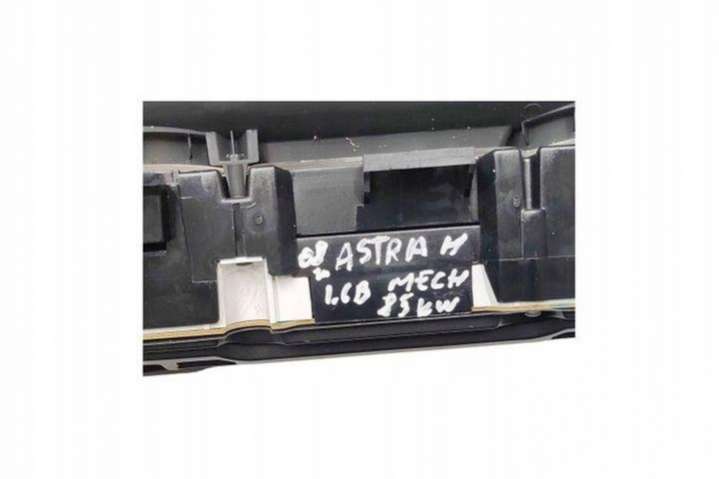 08 ASTRA H
1.6B MECH
85kW